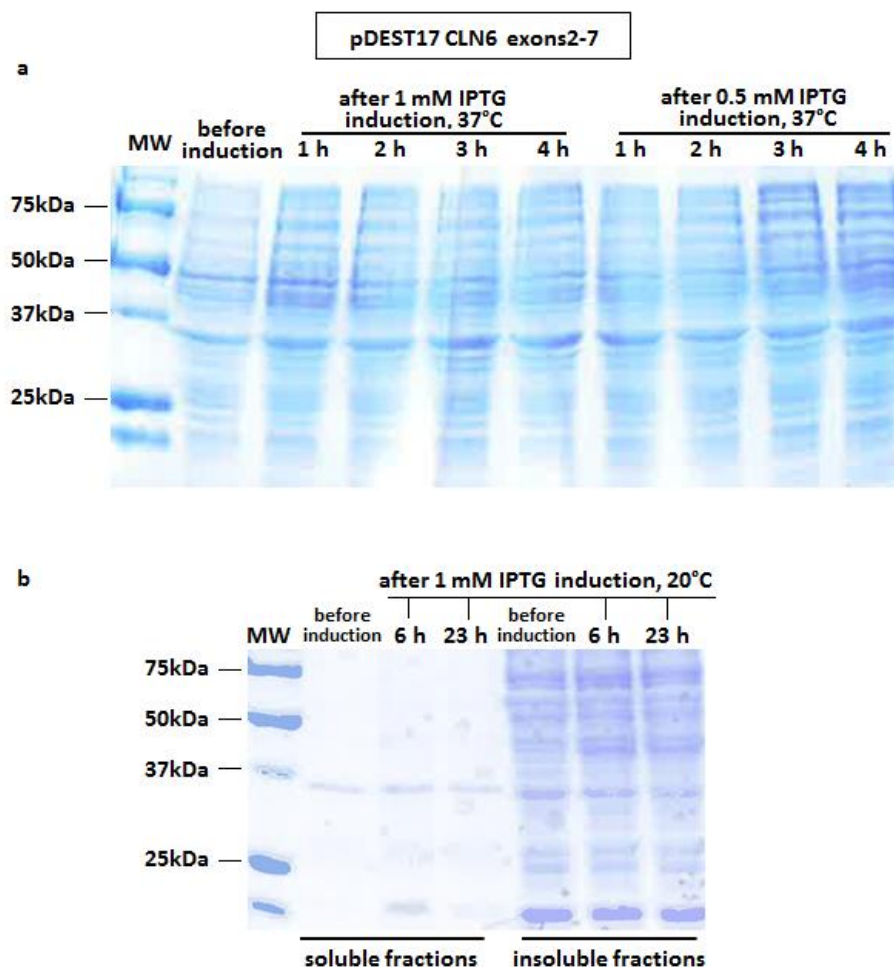 pDEST17 CLN6 exons2-7
a
after 1 mM IPTG
induction, 37°C
after 0.5 mM IPTG
induction, 37°C
MW
before
induction
1 h 2 h 3 h 4 h 1 h 2 h 3 h 4 h
75kDa
50kDa
37kDa
25kDa
b
after 1 mM IPTG induction, 20°C
MW
before
induction
6 h 23 h
before
induction
6 h 23 h
75kDa
50kDa
37kDa
25kDa
soluble fractions insoluble fractions